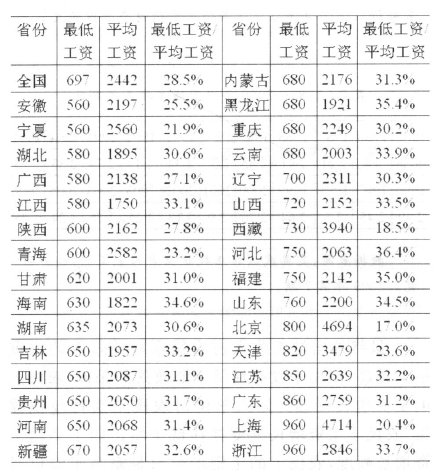 省份 最低工资 平均工资 最低工资/平均工资 省份 最低工资 平均工资 最低工资/平均工资
全国 697 2442 28.5% 内蒙古 680 2176 31.3%
安徽 560 2197 25.5% 黑龙江 680 1921 35.4%
宁夏 560 2560 21.9% 重庆 680 2249 30.2%
湖北 580 1895 30.6% 云南 680 2003 33.9%
广西 580 2138 27.1% 辽宁 700 2311 30.3%
江西 580 1750 33.1% 山西 720 2152 33.5%
陕西 600 2162 27.8% 西藏 730 3940 18.5%
青海 600 2582 23.2% 河北 750 2063 36.4%
甘肃 620 2001 31.0% 福建 750 2142 35.0%
海南 630 1822 34.6% 山东 760 2200 34.5%
湖南 635 2073 30.6% 北京 800 4694 17.0%
吉林 650 1957 33.2% 天津 820 3479 23.6%
四川 650 2087 31.1% 江苏 850 2639 32.2%
贵州 650 2050 31.7% 广东 860 2759 31.2%
河南 650 2068 31.4% 上海 960 4714 20.4%
新疆 670 2057 32.6% 浙江 960 2846 33.7%